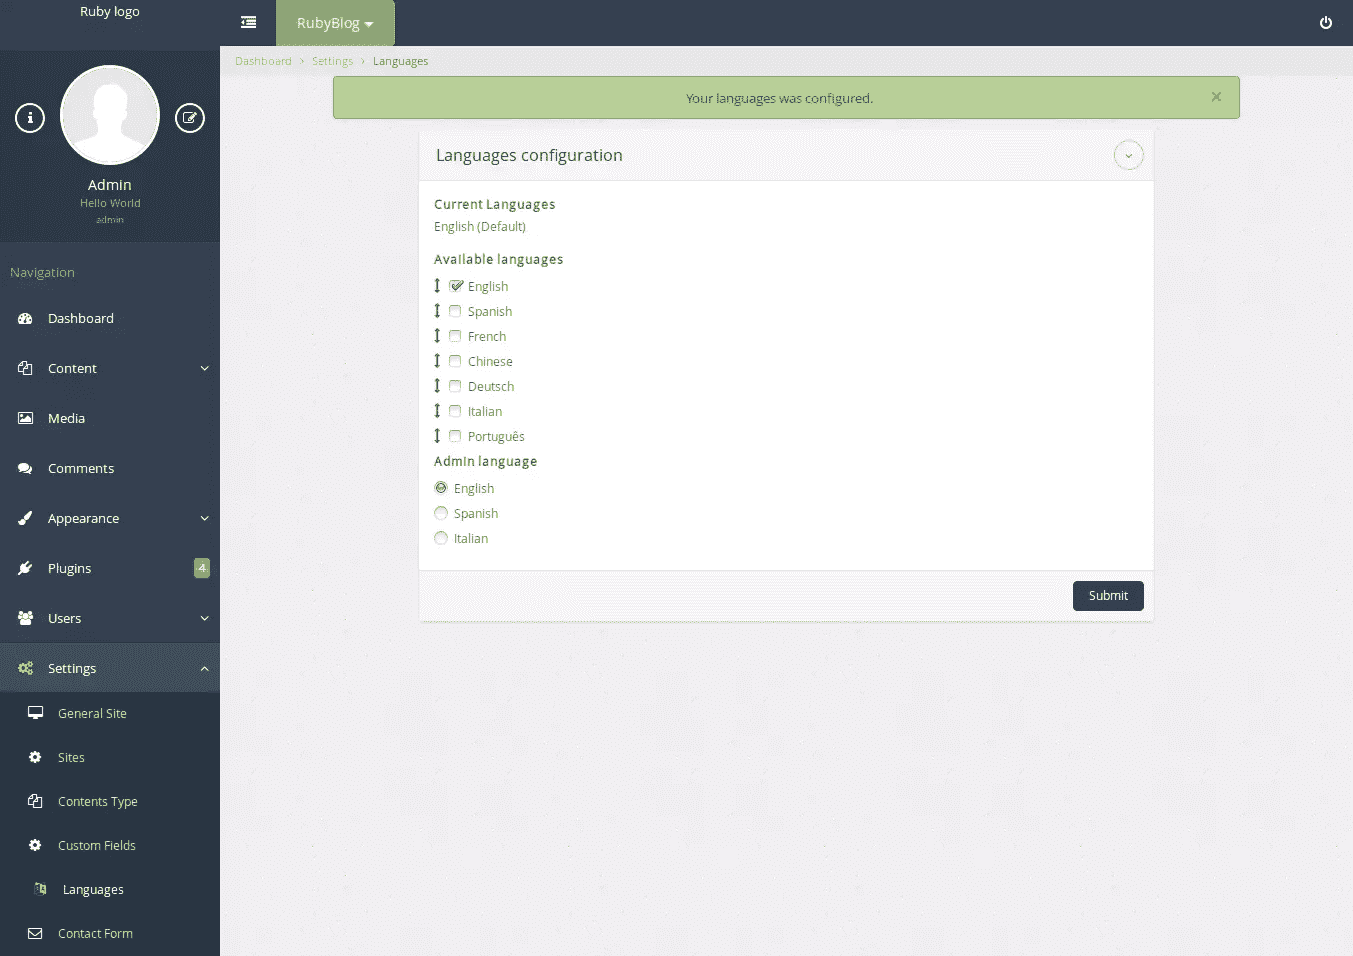 Ruby logo
RubyBlog
Dashboard › Settings › Languages
Your languages was configured.
Admin
Hello World
admin
Navigation
Dashboard
Content
Media
Comments
Appearance
Plugins 4
Users
Settings
General Site
Sites
Contents Type
Custom Fields
Languages
Contact Form
Languages configuration
Current Languages
English (Default)
Available languages
English
Spanish
French
Chinese
Deutsch
Italian
Português
Admin language
English
Spanish
Italian
Submit